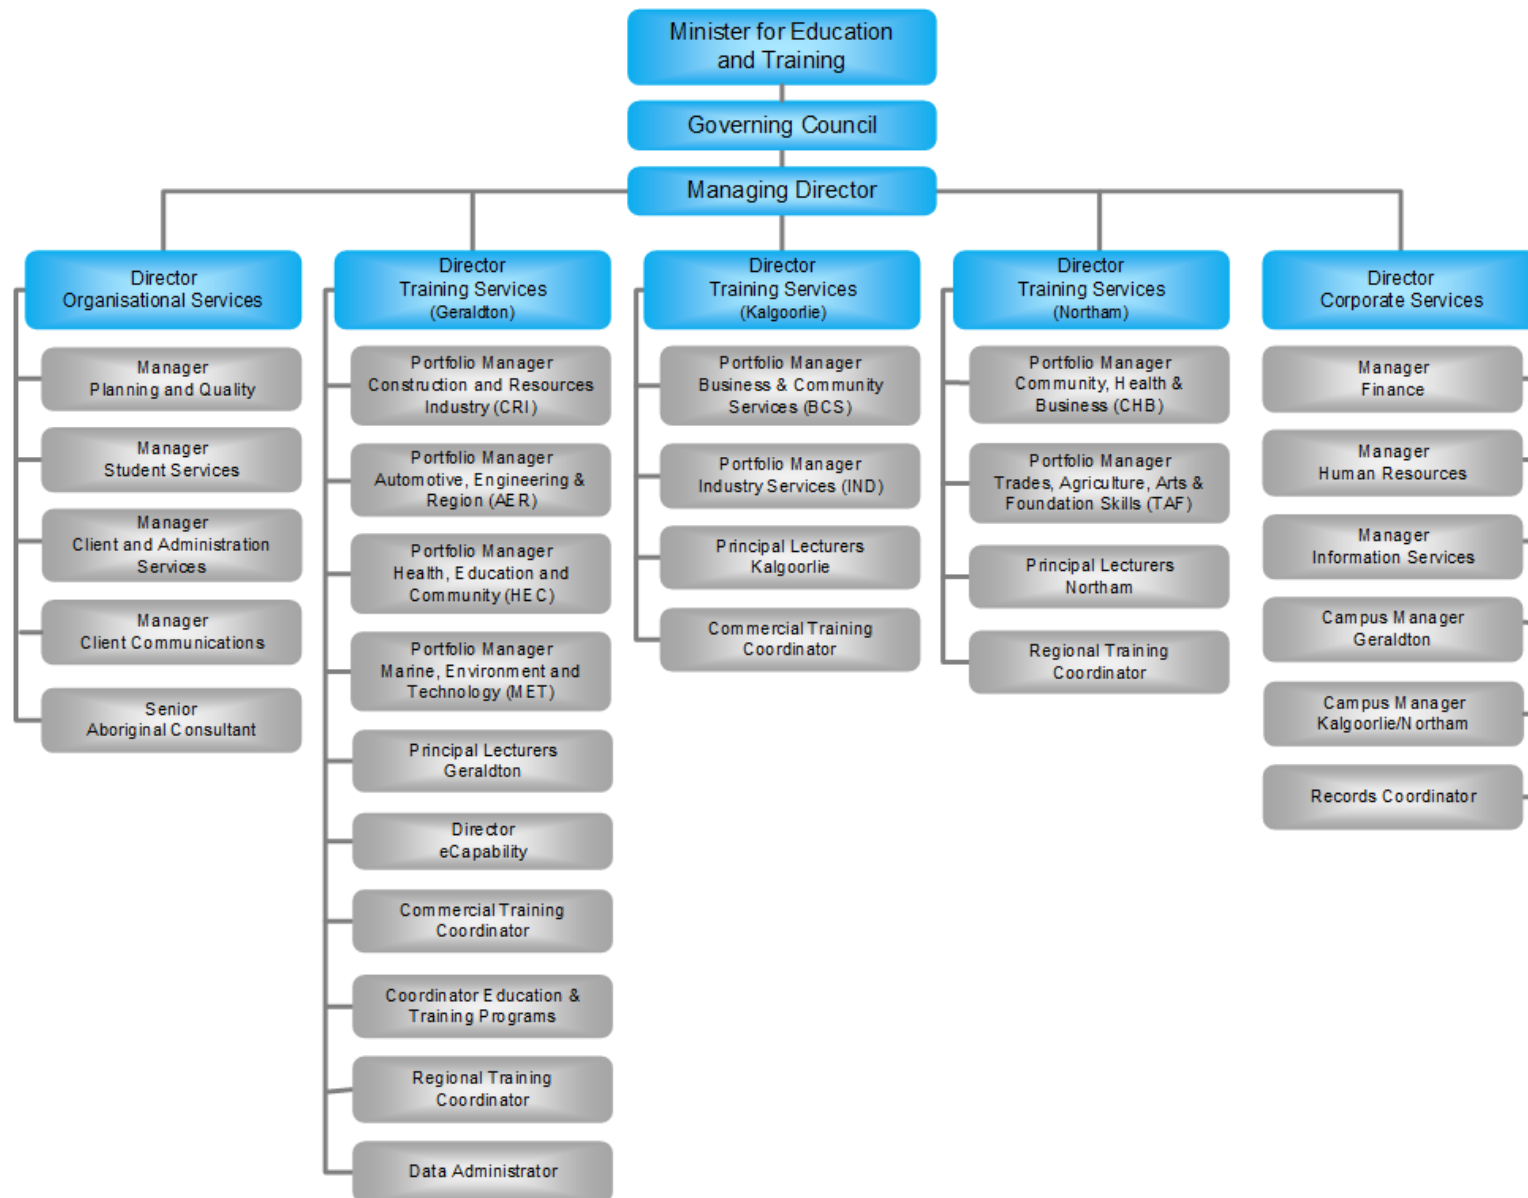 Minister for Education
and Training
Governing Council
Managing Director
Director
Organisational Services
Manager
Planning and Quality
Manager
Student Services
Manager
Client and Administration
Services
Manager
Client Communications
Senior
Aboriginal Consultant
Director
Training Services
(Geraldton)
Portfolio Manager
Construction and Resources
Industry (CRI)
Portfolio Manager
Automotive, Engineering &
Region (AER)
Portfolio Manager
Health, Education and
Community (HEC)
Portfolio Manager
Marine, Environment and
Technology (MET)
Principal Lecturers
Geraldton
Director
eCapability
Commercial Training
Coordinator
Coordinator Education &
Training Programs
Regional Training
Coordinator
Data Administrator
Director
Training Services
(Kalgoorlie)
Portfolio Manager
Business & Community
Services (BCS)
Portfolio Manager
Industry Services (IND)
Principal Lecturers
Kalgoorlie
Commercial Training
Coordinator
Director
Training Services
(Northam)
Portfolio Manager
Community, Health &
Business (CHB)
Portfolio Manager
Trades, Agriculture, Arts &
Foundation Skills (TAF)
Principal Lecturers
Northam
Regional Training
Coordinator
Director
Corporate Services
Manager
Finance
Manager
Human Resources
Manager
Information Services
Campus Manager
Geraldton
Campus Manager
Kalgoorlie/Northam
Records Coordinator